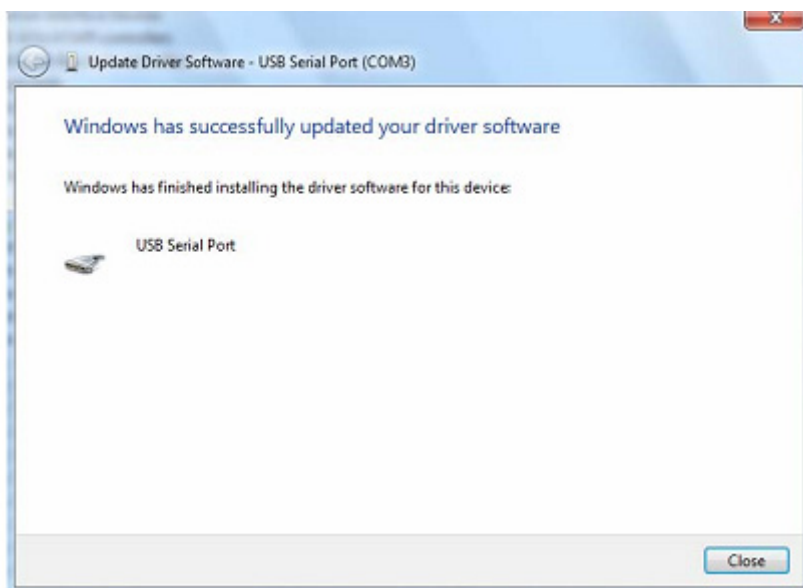 Update Driver Software - USB Serial Port (COM3)
Windows has successfully updated your driver software
Windows has finished installing the driver software for this device:
USB Serial Port
Close